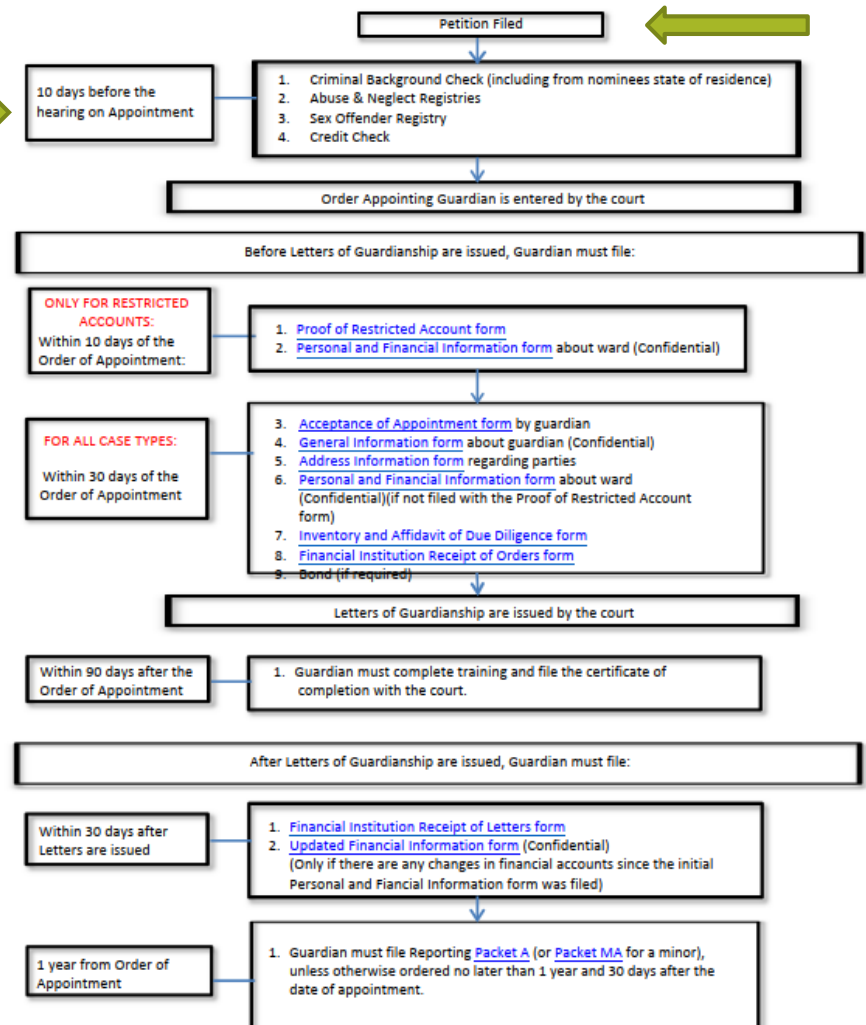 Petition Filed
10 days before the
hearing on Appointment
1. Criminal Background Check (including from nominees state of residence)
2. Abuse & Neglect Registries
3. Sex Offender Registry
4. Credit Check
Order Appointing Guardian is entered by the court
Before Letters of Guardianship are issued, Guardian must file:
ONLY FOR RESTRICTED
ACCOUNTS:
Within 10 days of the
Order of Appointment:
1. Proof of Restricted Account form
2. Personal and Financial Information form about ward (Confidential)
FOR ALL CASE TYPES:
Within 30 days of the
Order of Appointment
3. Acceptance of Appointment form by guardian
4. General Information form about guardian (Confidential)
5. Address Information form regarding parties
6. Personal and Financial Information form about ward
(Confidential)(if not filed with the Proof of Restricted Account
form)
7. Inventory and Affidavit of Due Diligence form
8. Financial Institution Receipt of Orders form
9. Bond (if required)
Letters of Guardianship are issued by the court
Within 90 days after the
Order of Appointment
1. Guardian must complete training and file the certificate of
completion with the court.
After Letters of Guardianship are issued, Guardian must file:
Within 30 days after
Letters are issued
1. Financial Institution Receipt of Letters form
2. Updated Financial Information form (Confidential)
(Only if there are any changes in financial accounts since the initial
Personal and Fiancial Information form was filed)
1 year from Order of
Appointment
1. Guardian must file Reporting Packet A (or Packet MA for a minor),
unless otherwise ordered no later than 1 year and 30 days after the
date of appointment.